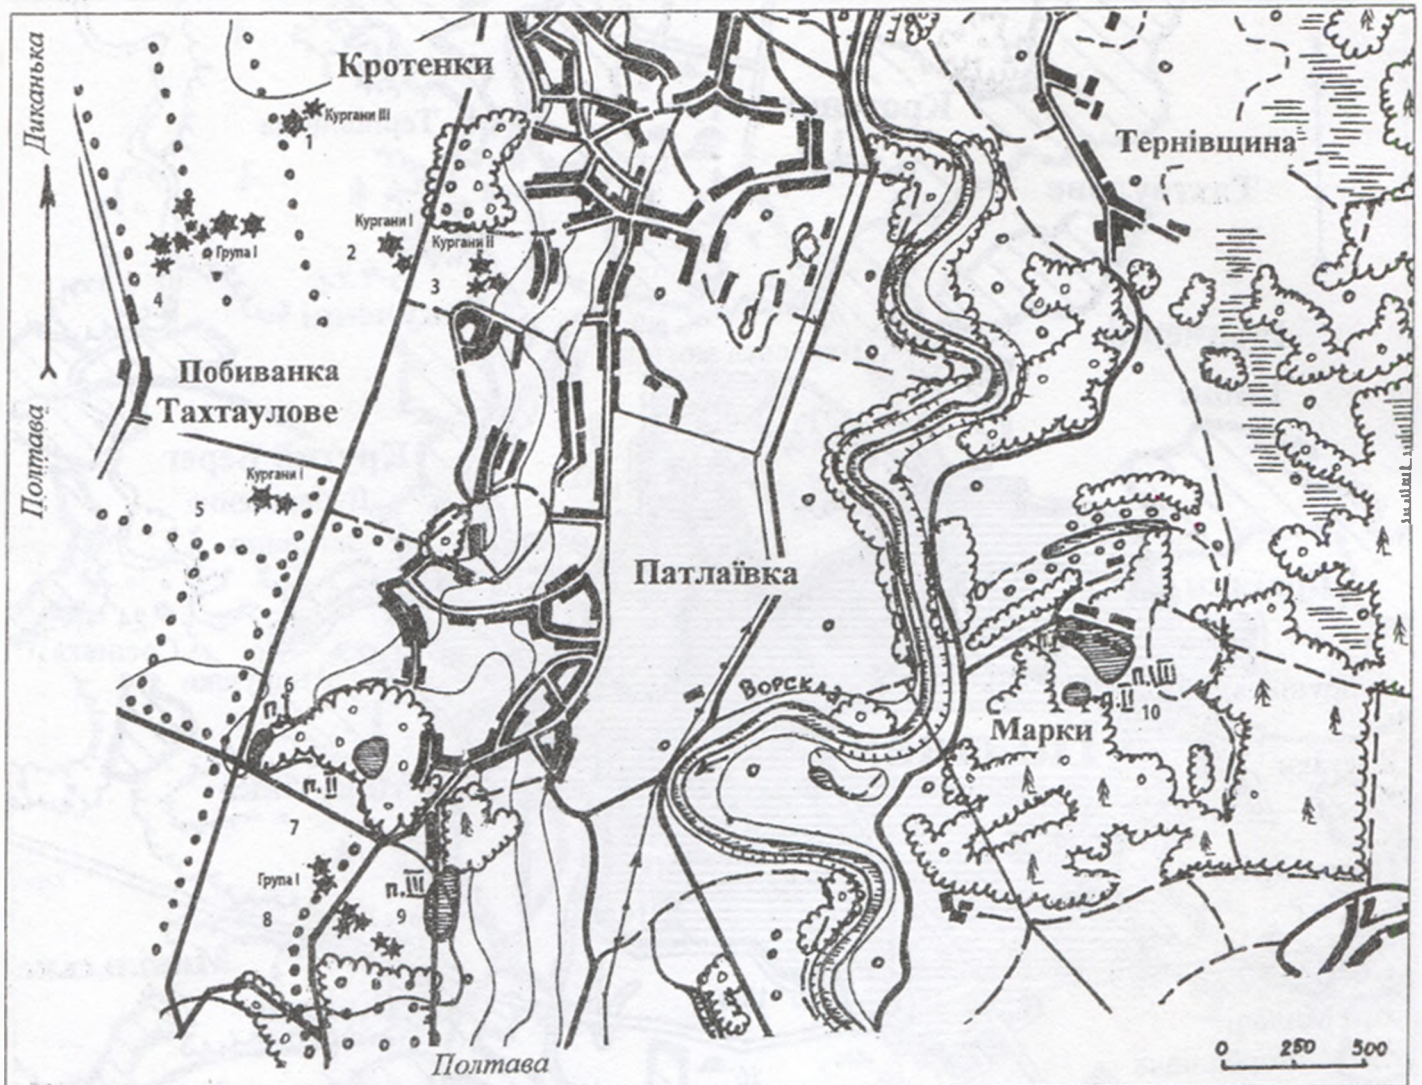 Диканька
Полтава
Кротенки
Кургани III
1
Тернівщина
Кургани I
2
Кургани II
3
Група I
4
Побиванка
Тахтаулове
Кургани I
5
Патлаївка
6
п. I
п. II
7
Ворскла
п. III
п. II
10
Марки
Група I
8
п. III
9
Полтава
0 250 500